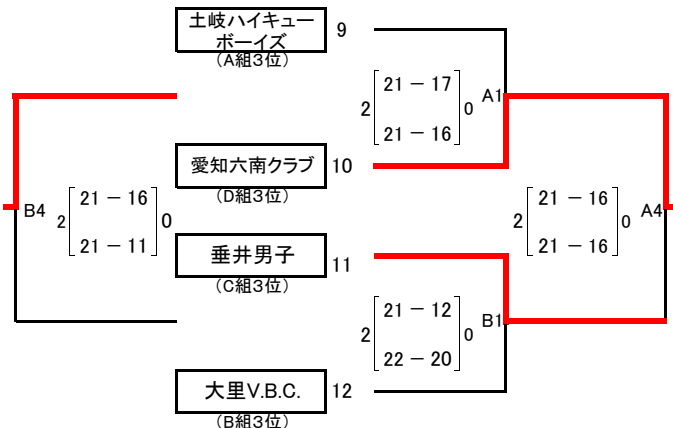 土岐ハイキュー
ボーイズ
9
(A組3位)
2
21 － 17
21 － 16
0
A1
愛知六南クラブ
10
(D組3位)
B4
2
21 － 16
21 － 11
0
2
21 － 16
21 － 16
0
A4
垂井男子
11
(C組3位)
2
21 － 12
22 － 20
0
B1
大里V.B.C.
12
(B組3位)